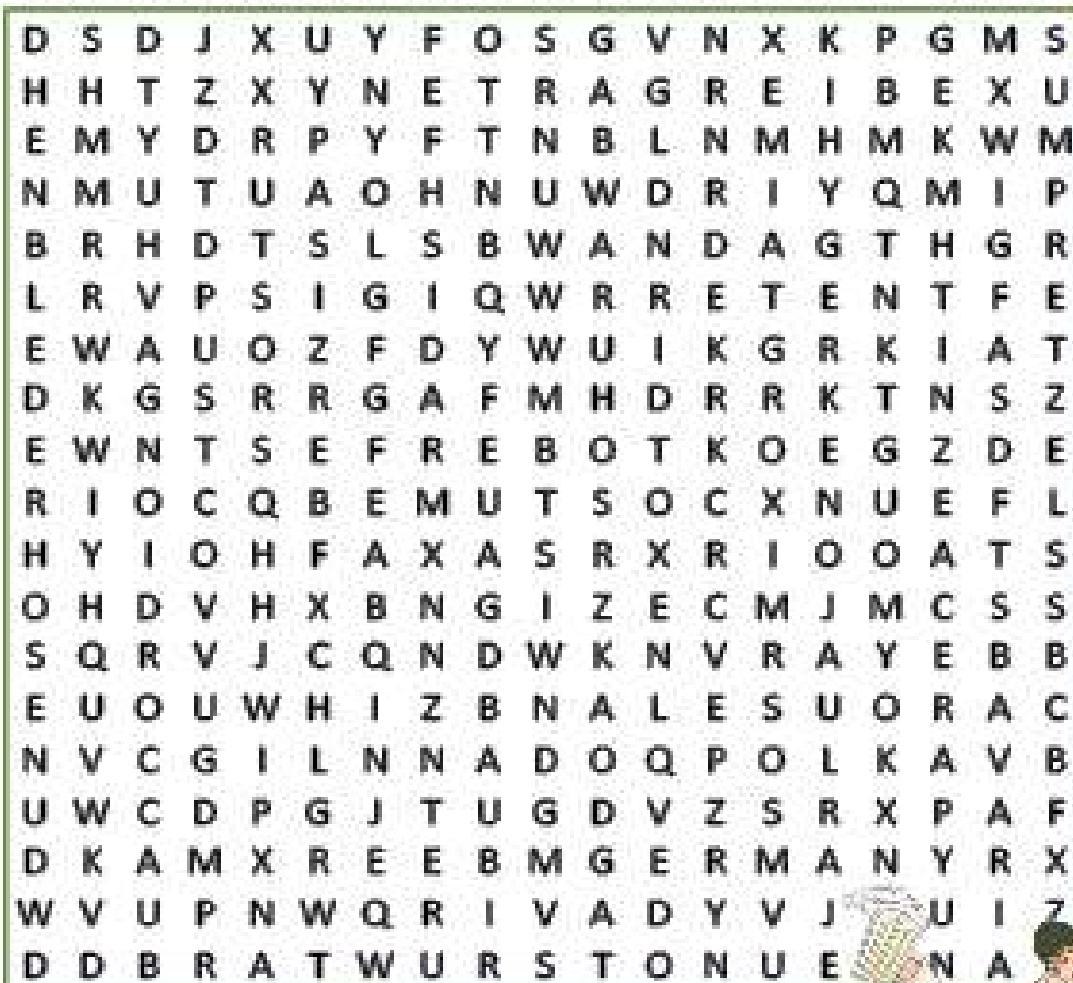 D S D J X U Y F O S G V N X K P G M S
H H T Z X Y N E T R A G R E I B E X U
E M Y D R P Y F T N B L N M H M K W M
N M U T U A O H N U W D R I Y Q M I P
B R H D T S L S B W A N D A G T H G R
L R V P S I G I Q W R R E T E N T F E
E W A U O Z F D Y W U I K G R K I A T
D K G S R R G A F M H D R R K T N S Z
E W N T S E F R E B O T K O E G Z D E
R I O C Q B E M U T S O C X N U E F L
H Y I O H F A X A S R X R I O O A T S
O H D V H X B N G I Z E C M J M C S S
S Q R V J C Q N D W K N V R A Y E B B
E U O U W H I Z B N A L E S U O R A C
N V C G I L N N A D O Q P O L K A V B
U W C D P G J T U G D V Z S R X P A F
D K A M X R E E B M G E R M A N Y R X
W V U P N W Q R I V A D Y V J U I Z
D D B R A T W U R S T O N U E N A